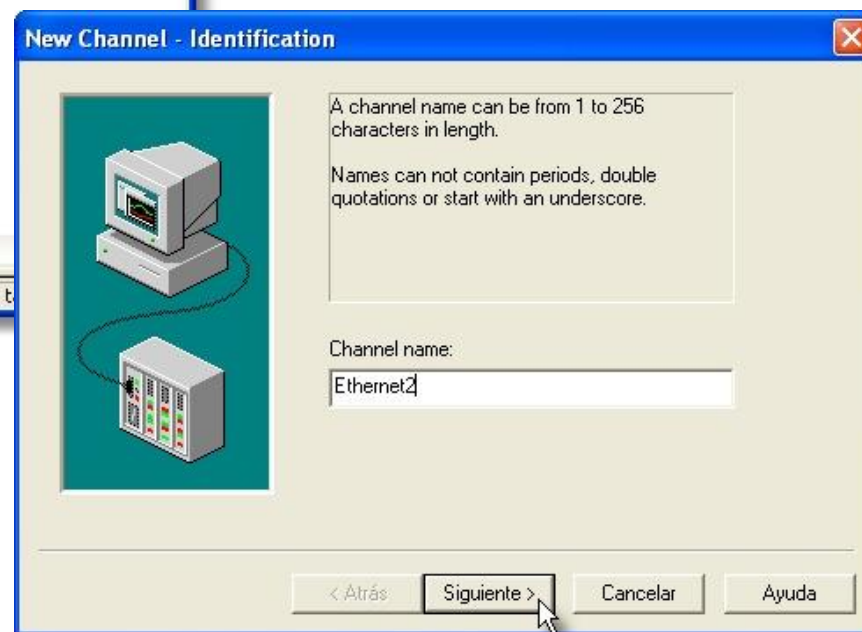 New Channel - Identification
A channel name can be from 1 to 256
characters in length.
Names can not contain periods, double
quotations or start with an underscore.
Channel name:
Ethernet2
< Atrás
Siguiente >
Cancelar
Ayuda